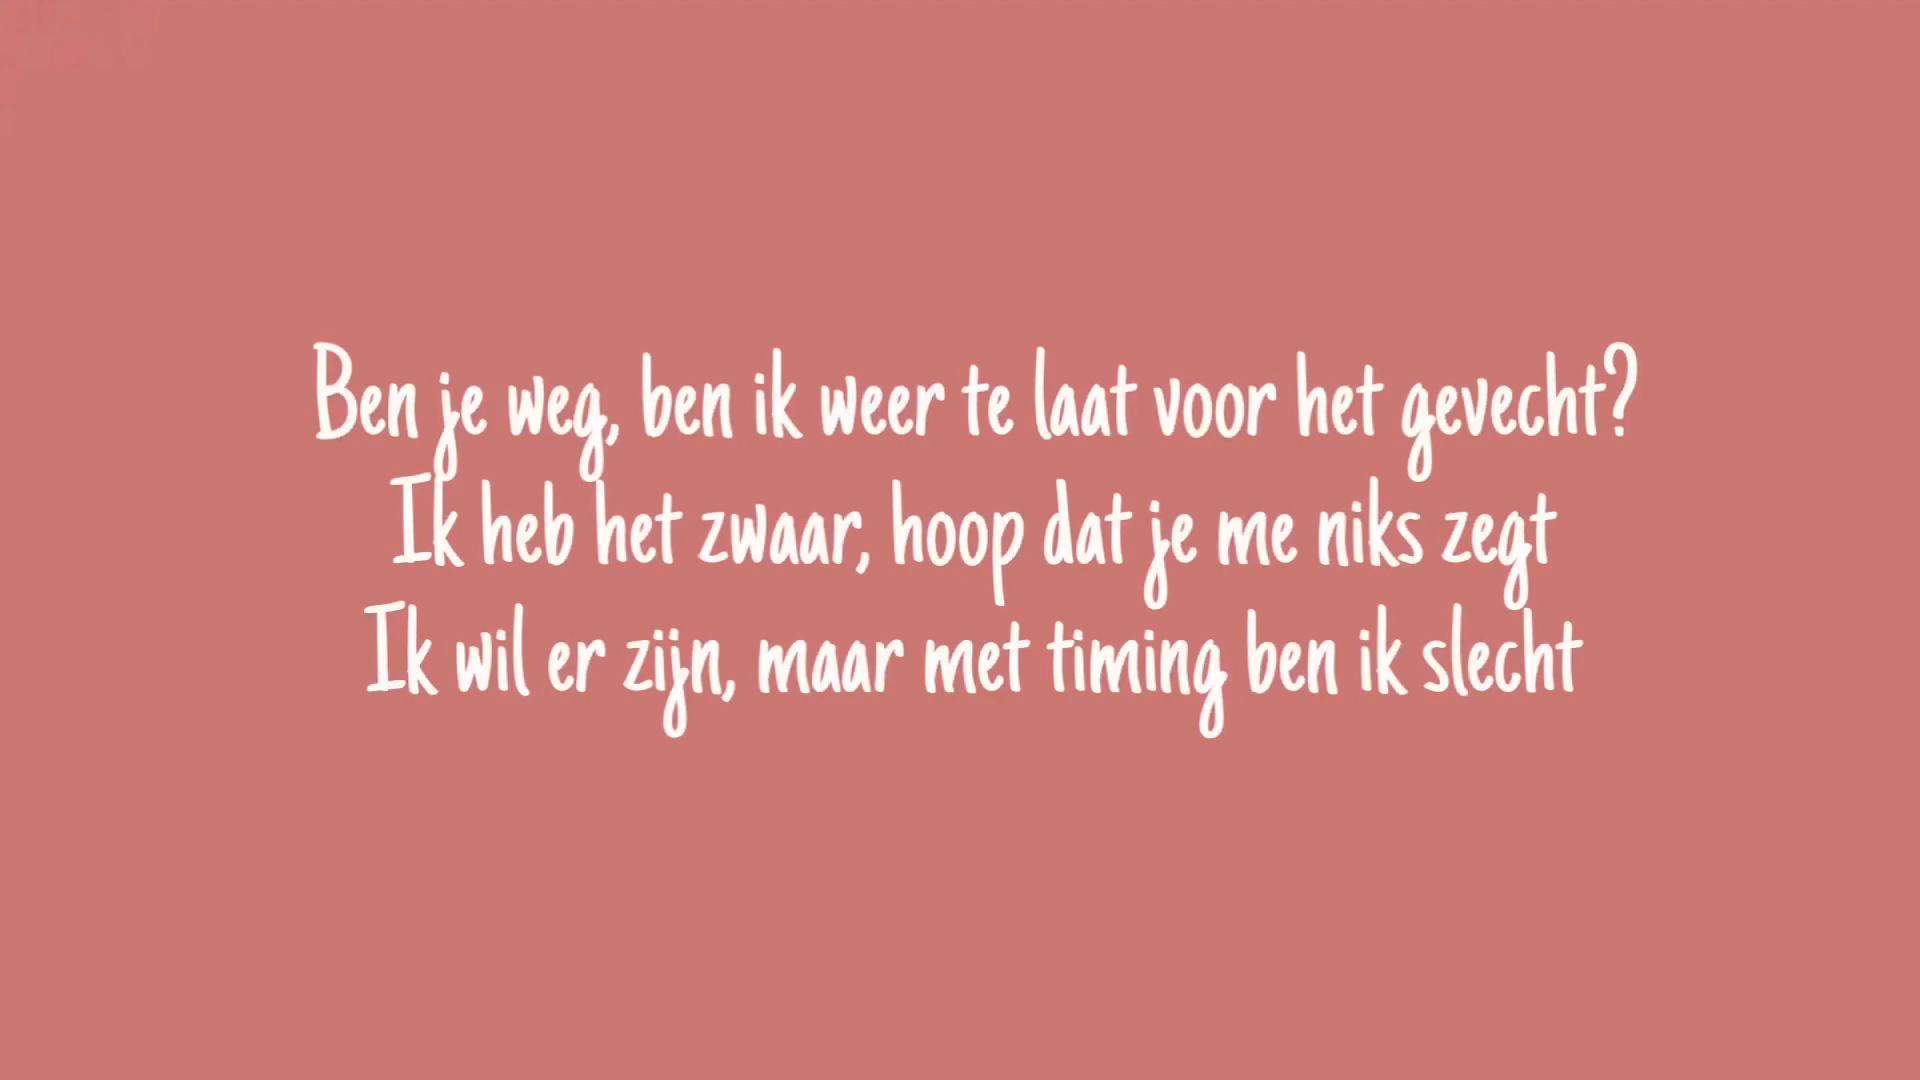 Ben je weg, ben ik weer te laat voor het gevecht?
Ik heb het zwaar, hoop dat je me niks zegt
Ik wil er zijn, maar met timing ben ik slecht